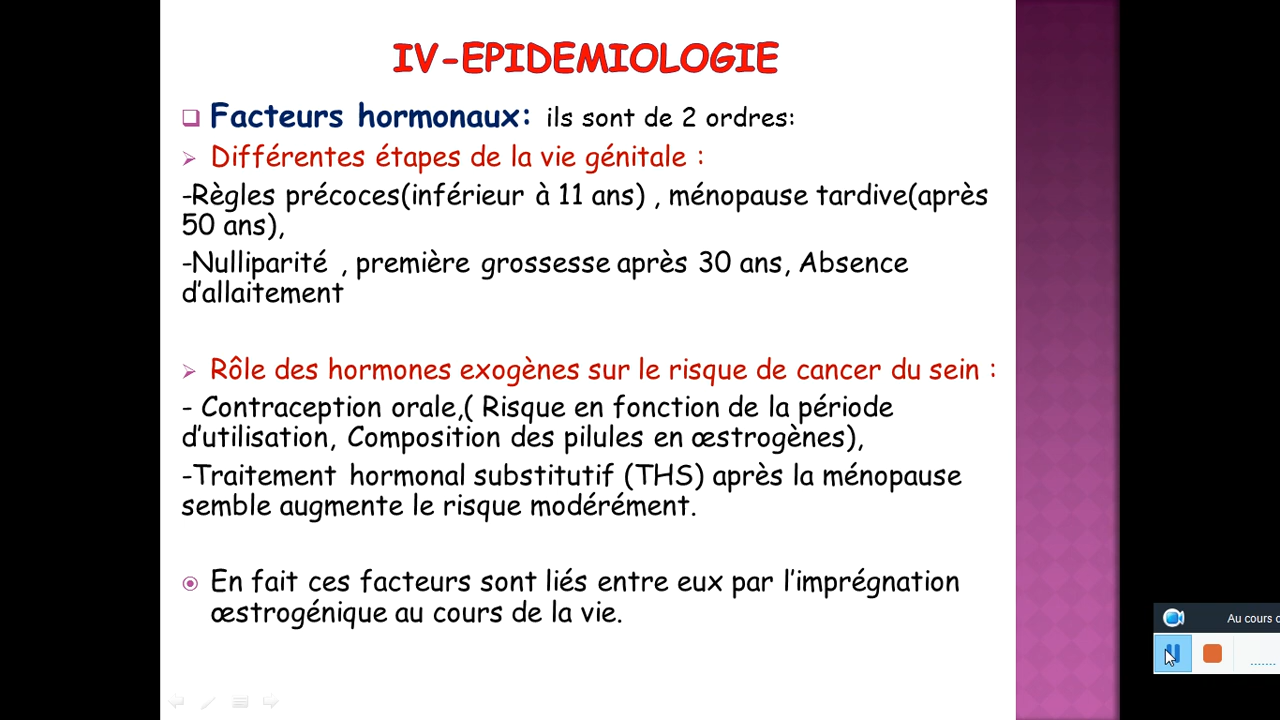 IV-EPIDEMIOLOGIE
Facteurs hormonaux: ils sont de 2 ordres:
Différentes étapes de la vie génitale :
-Règles précoces(inférieur à 11 ans) , ménopause tardive(après
50 ans),
-Nulliparité , première grossesse après 30 ans, Absence
d'allaitement
Rôle des hormones exogènes sur le risque de cancer du sein :
- Contraception orale,( Risque en fonction de la période
d'utilisation, Composition des pilules en œstrogènes),
-Traitement hormonal substitutif (THS) après la ménopause
semble augmente le risque modérément.
En fait ces facteurs sont liés entre eux par l'imprégnation
œstrogénique au cours de la vie.
Au cours